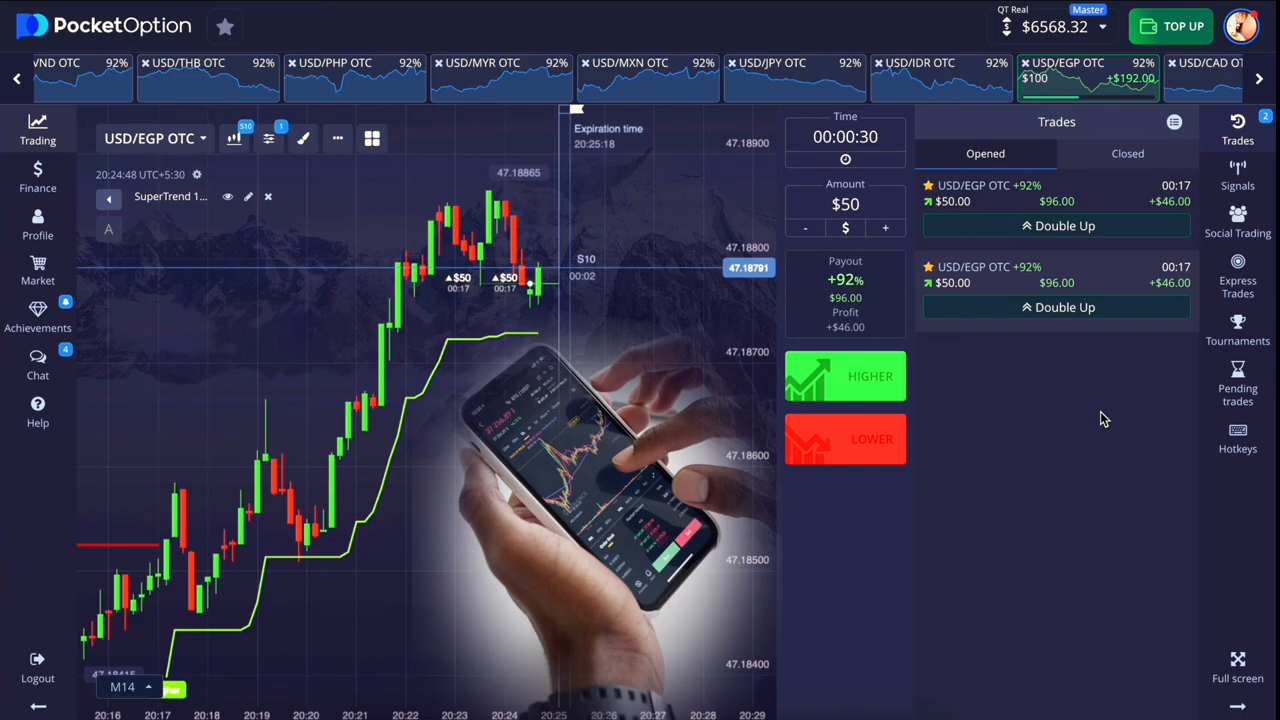 PocketOption
QT Real
Master
$6568.32
TOP UP
VND OTC 92%
USD/THB OTC 92%
USD/PHP OTC 92%
USD/MYR OTC 92%
USD/MXN OTC 92%
USD/JPY OTC 92%
USD/IDR OTC 92%
USD/EGP OTC 92%
$100 +$192.00
USD/CAD O
Trading
Finance
Profile
Market
Achievements
4
Chat
Help
Logout
USD/EGP OTC
S10
1
20:24:48 UTC+5:30
SuperTrend 1...
A
Expiration time
20:25:18
47.18865
S10
00:02
$50
00:17
$50
00:17
47.18900
47.18800
47.18791
47.18700
47.18600
47.18500
47.18400
47.18415
M14
20:16 20:17 20:18 20:19 20:20 20:21 20:22 20:23 20:24 20:25 20:26 20:27 20:28 20:29
Time
00:00:30
Amount
$50
- $ +
Payout
+92%
$96.00
Profit
+$46.00
HIGHER
LOWER
Trades
Opened
Closed
USD/EGP OTC +92% 00:17
$50.00 $96.00 +$46.00
Double Up
USD/EGP OTC +92% 00:17
$50.00 $96.00 +$46.00
Double Up
2
Trades
Signals
Social Trading
Express
Trades
Tournaments
Pending
trades
Hotkeys
Full screen